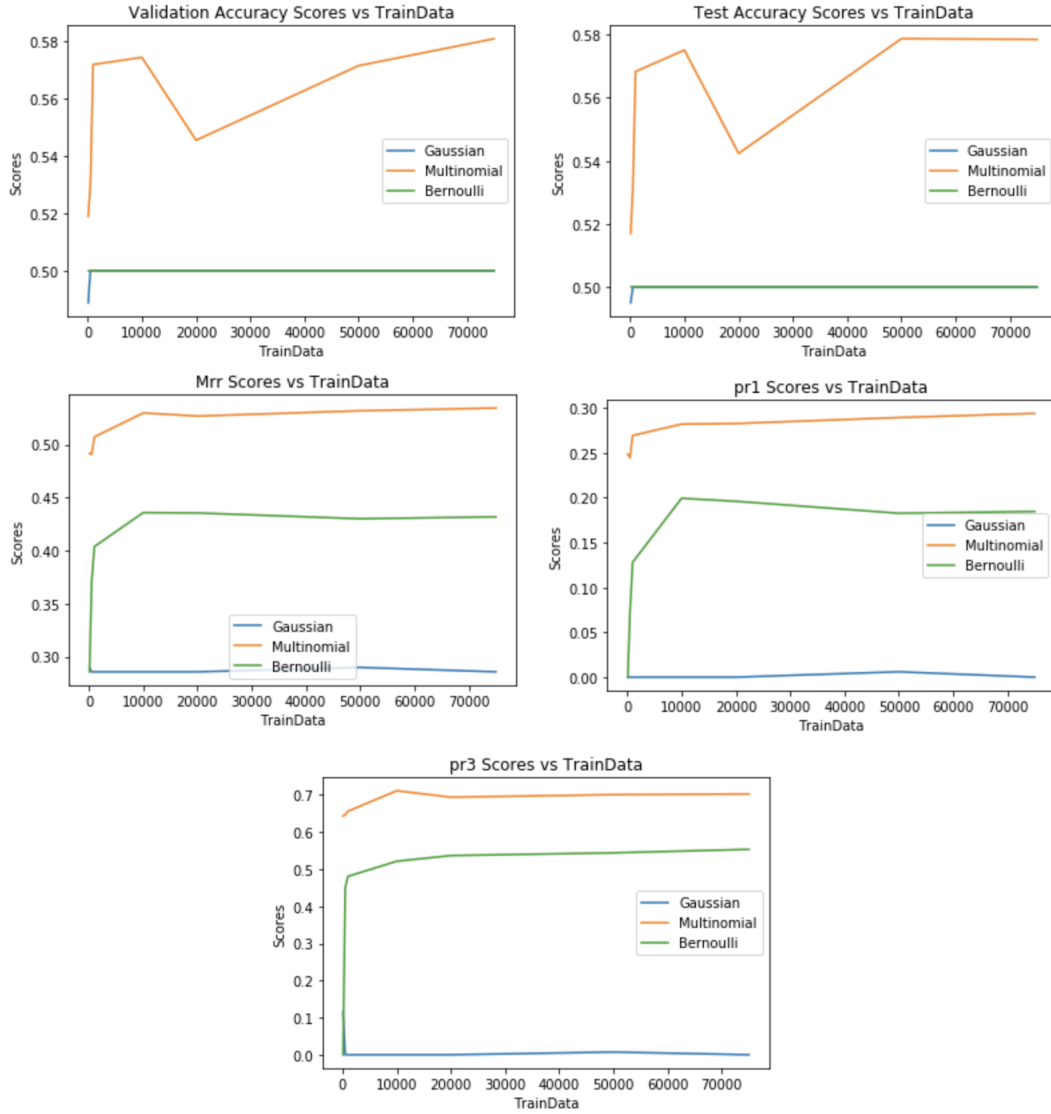 Validation Accuracy Scores vs TrainData
0.58
0.56
0.54
0.52
0.50
Scores
Gaussian
Multinomial
Bernoulli
0 10000 20000 30000 40000 50000 60000 70000
TrainData
Test Accuracy Scores vs TrainData
0.58
0.56
0.54
0.52
0.50
Scores
Gaussian
Multinomial
Bernoulli
0 10000 20000 30000 40000 50000 60000 70000
TrainData
Mrr Scores vs TrainData
0.50
0.45
0.40
0.35
0.30
Scores
Gaussian
Multinomial
Bernoulli
0 10000 20000 30000 40000 50000 60000 70000
TrainData
pr1 Scores vs TrainData
0.30
0.25
0.20
0.15
0.10
0.05
0.00
Scores
Gaussian
Multinomial
Bernoulli
0 10000 20000 30000 40000 50000 60000 70000
TrainData
pr3 Scores vs TrainData
0.7
0.6
0.5
0.4
0.3
0.2
0.1
0.0
Scores
Gaussian
Multinomial
Bernoulli
0 10000 20000 30000 40000 50000 60000 70000
TrainData